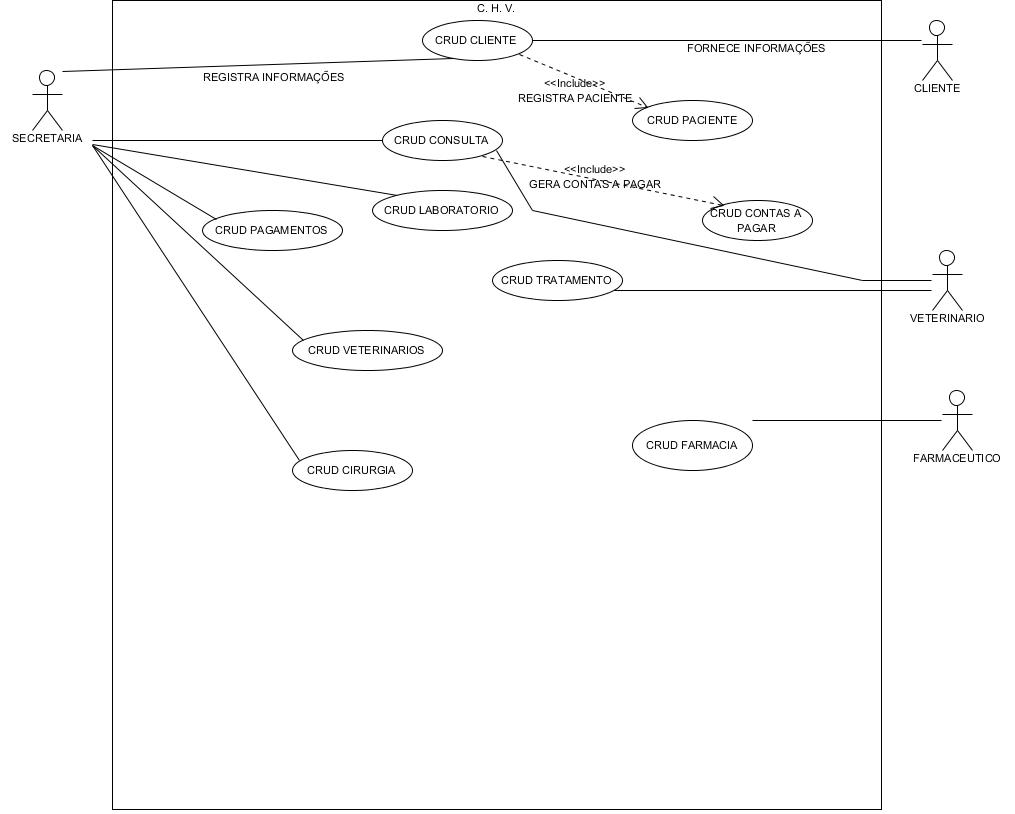 C. H. V.
CRUD CLIENTE
FORNECE INFORMAÇÕES
REGISTRA INFORMAÇÕES
CLIENTE
<<Include>>
REGISTRA PACIENTE
CRUD PACIENTE
SECRETARIA
CRUD CONSULTA
<<Include>>
GERA CONTAS A PAGAR
CRUD LABORATORIO
CRUD CONTAS A
PAGAR
CRUD PAGAMENTOS
CRUD TRATAMENTO
VETERINARIO
CRUD VETERINARIOS
CRUD FARMACIA
FARMACEUTICO
CRUD CIRURGIA